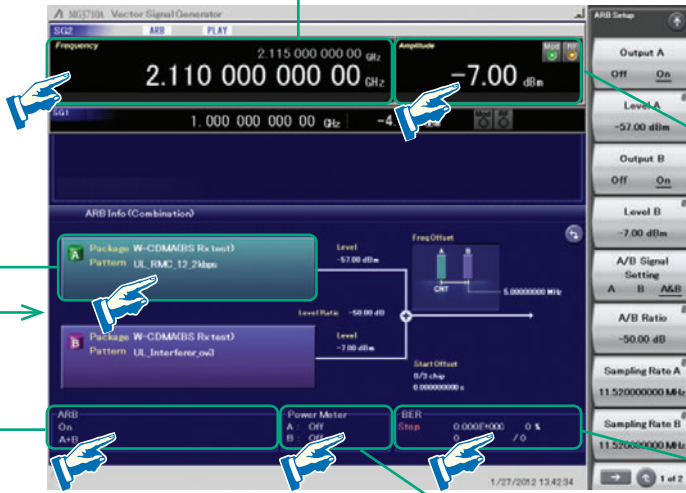 MG3710A Vector Signal Generator
SG2 ARB PLAY
Frequency
2.115 000 000 00 GHz
2.110 000 000 00 GHz
Amplitude
Mod RF
-7.00 dBm
SG1
1. 000 000 000 00 GHz -4.
ARB Info (Combination)
A Package W-CDMA(BS Rx test)
Pattern UL_RMC_12_2kbps
Level
-57.00 dBm
Freq Offset
A B
CNT
5.00000000 MHz
Level Ratio -50.00 dB
B Package W-CDMA(BS Rx test)
Pattern UL_Interferer_ov3
Level
-7.00 dBm
Start Offset
0/3 chip
0.000000000 s
ARB
On
A+B
Power Meter
A : Off
B : Off
BER
Stop 0.000E+000 0 %
0 / 0
1/27/2012 13:42:34
ARB Setup
Output A
Off On
Level A
-57.00 dBm
Output B
Off On
Level B
-7.00 dBm
A/B Signal
Setting
A B A&B
A/B Ratio
-50.00 dB
Sampling Rate A
11.520000000 MHz
Sampling Rate B
11.520000000 MHz
1 of 2